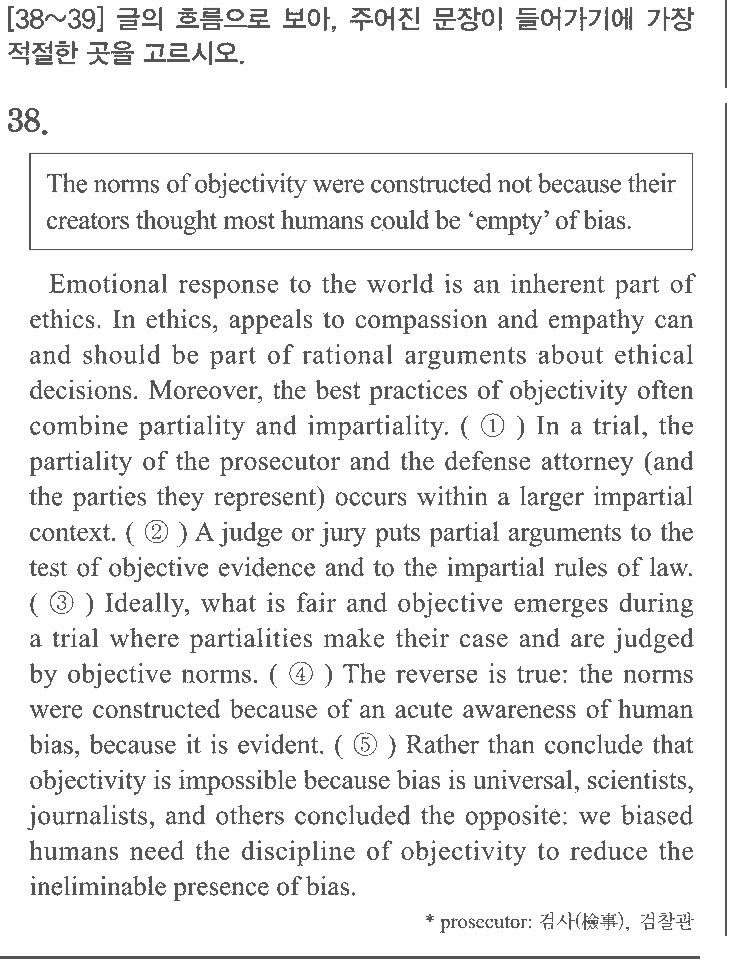 [38～39] 글의 흐름으로 보아, 주어진 문장이 들어가기에 가장
적절한 곳을 고르시오.
38.
The norms of objectivity were constructed not because their
creators thought most humans could be ‘empty’ of bias.
Emotional response to the world is an inherent part of
ethics. In ethics, appeals to compassion and empathy can
and should be part of rational arguments about ethical
decisions. Moreover, the best practices of objectivity often
combine partiality and impartiality. ( ① ) In a trial, the
partiality of the prosecutor and the defense attorney (and
the parties they represent) occurs within a larger impartial
context. ( ② ) A judge or jury puts partial arguments to the
test of objective evidence and to the impartial rules of law.
( ③ ) Ideally, what is fair and objective emerges during
a trial where partialities make their case and are judged
by objective norms. ( ④ ) The reverse is true: the norms
were constructed because of an acute awareness of human
bias, because it is evident. ( ⑤ ) Rather than conclude that
objectivity is impossible because bias is universal, scientists,
journalists, and others concluded the opposite: we biased
humans need the discipline of objectivity to reduce the
ineliminable presence of bias.
* prosecutor: 검사(檢事), 검찰관